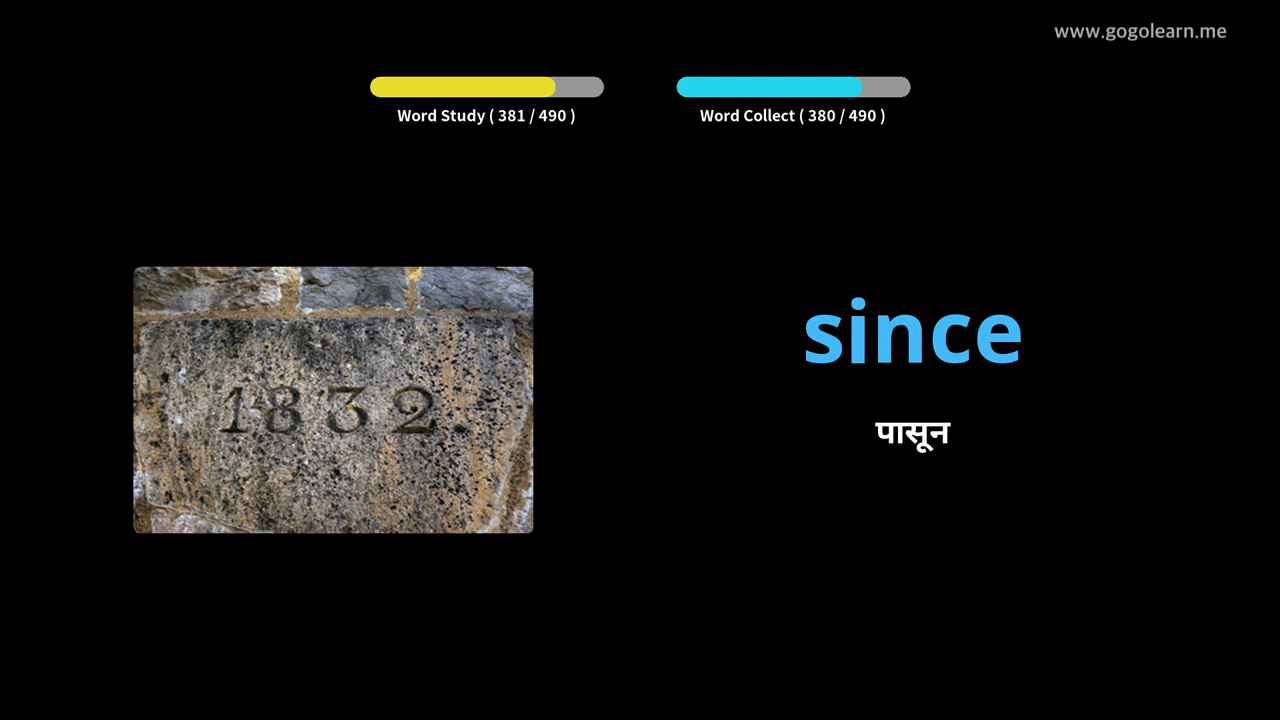 www.gogolearn.me
Word Study ( 381 / 490 )
Word Collect ( 380 / 490 )
1832.
since
पासून